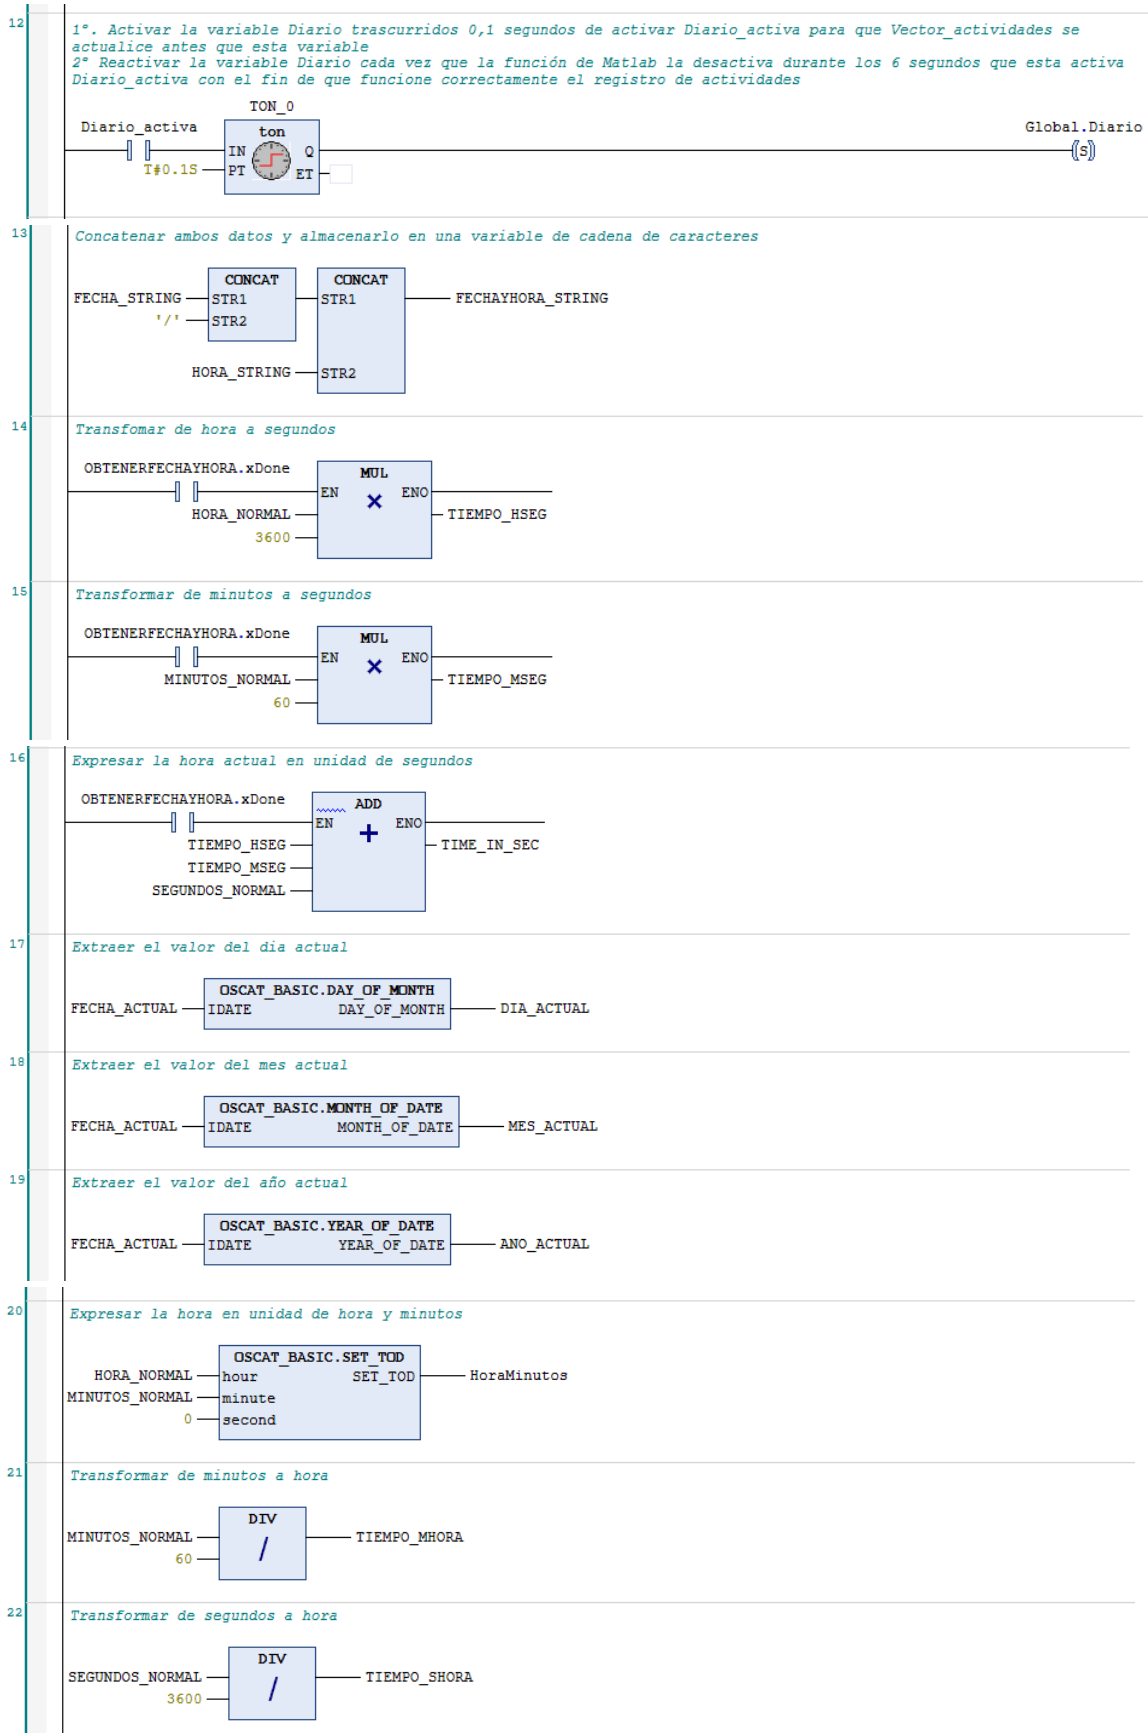 12
1º. Activar la variable Diario trascurridos 0,1 segundos de activar Diario_activa para que Vector_actividades se
actualice antes que esta variable
2º Reactivar la variable Diario cada vez que la función de Matlab la desactiva durante los 6 segundos que esta activa
Diario_activa con el fin de que funcione correctamente el registro de actividades
TON_0
Diario_activa ton Global.Diario
IN Q (S)
T#0.1S PT ET
13
Concatenar ambos datos y almacenarlo en una variable de cadena de caracteres
CONCAT CONCAT
FECHA_STRING STR1 STR1 FECHAYHORA_STRING
'/' STR2
HORA_STRING STR2
14
Transfomar de hora a segundos
OBTENERFECHAYHORA.xDone MUL
EN ENO
HORA_NORMAL TIEMPO_HSEG
3600
15
Transformar de minutos a segundos
OBTENERFECHAYHORA.xDone MUL
EN ENO
MINUTOS_NORMAL TIEMPO_MSEG
60
16
Expresar la hora actual en unidad de segundos
OBTENERFECHAYHORA.xDone ADD
EN + ENO
TIEMPO_HSEG TIME_IN_SEC
TIEMPO_MSEG
SEGUNDOS_NORMAL
17
Extraer el valor del dia actual
OSCAT_BASIC.DAY_OF_MONTH
FECHA_ACTUAL IDATE DAY_OF_MONTH DIA_ACTUAL
18
Extraer el valor del mes actual
OSCAT_BASIC.MONTH_OF_DATE
FECHA_ACTUAL IDATE MONTH_OF_DATE MES_ACTUAL
19
Extraer el valor del año actual
OSCAT_BASIC.YEAR_OF_DATE
FECHA_ACTUAL IDATE YEAR_OF_DATE ANO_ACTUAL
20
Expresar la hora en unidad de hora y minutos
OSCAT_BASIC.SET_TOD
HORA_NORMAL hour SET_TOD HoraMinutos
MINUTOS_NORMAL minute
0 second
21
Transformar de minutos a hora
DIV
MINUTOS_NORMAL / TIEMPO_MHORA
60
22
Transformar de segundos a hora
DIV
SEGUNDOS_NORMAL / TIEMPO_SHORA
3600